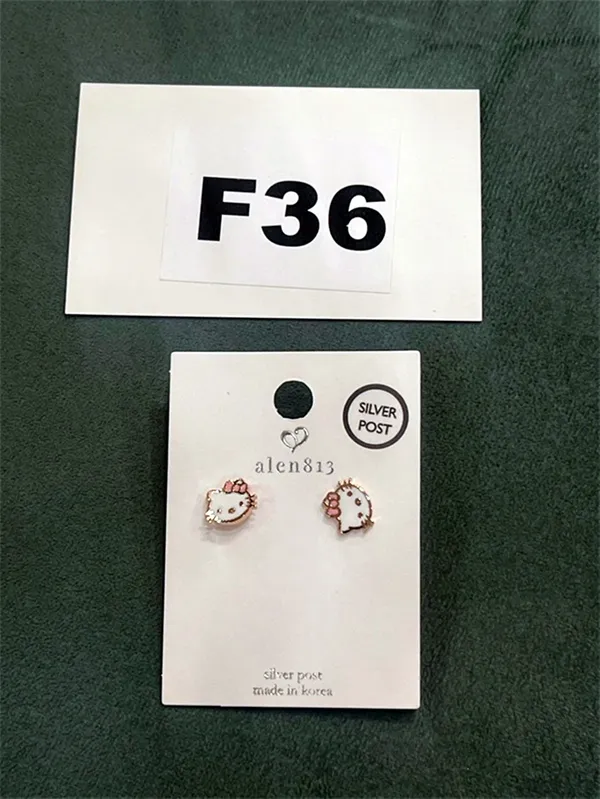 F36
SILVER
POST
alen813
silver post
made in korea